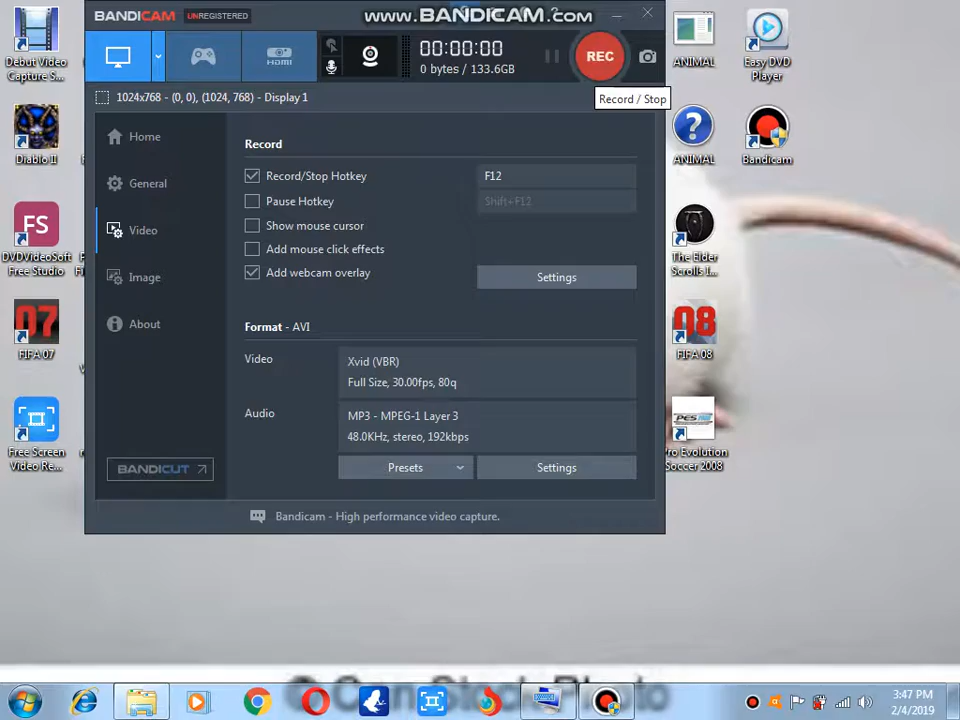 BANDICAM UNREGISTERED
www.BANDICAM.com
HDMI
00:00:00
0 bytes / 133.6GB
REC
Record / Stop
1024x768 - (0, 0), (1024, 768) - Display 1
Home
General
Video
Image
About
BANDICUT
Record
Record/Stop Hotkey
F12
Pause Hotkey
Shift+F12
Show mouse cursor
Add mouse click effects
Add webcam overlay
Settings
Format - AVI
Video
Xvid (VBR)
Full Size, 30.00fps, 80q
Audio
MP3 - MPEG-1 Layer 3
48.0KHz, stereo, 192kbps
Presets
Settings
Bandicam - High performance video capture.
Debut Video
Capture S...
Diablo II
FS
DVDVideoSoft
Free Studio
07
FIFA 07
Free Screen
Video Re...
ANIMAL
Easy DVD
Player
ANIMAL
Bandicam
The Elder
Scrolls I...
08
FIFA 08
PES
Pro Evolution
Soccer 2008
3:47 PM
2/4/2019